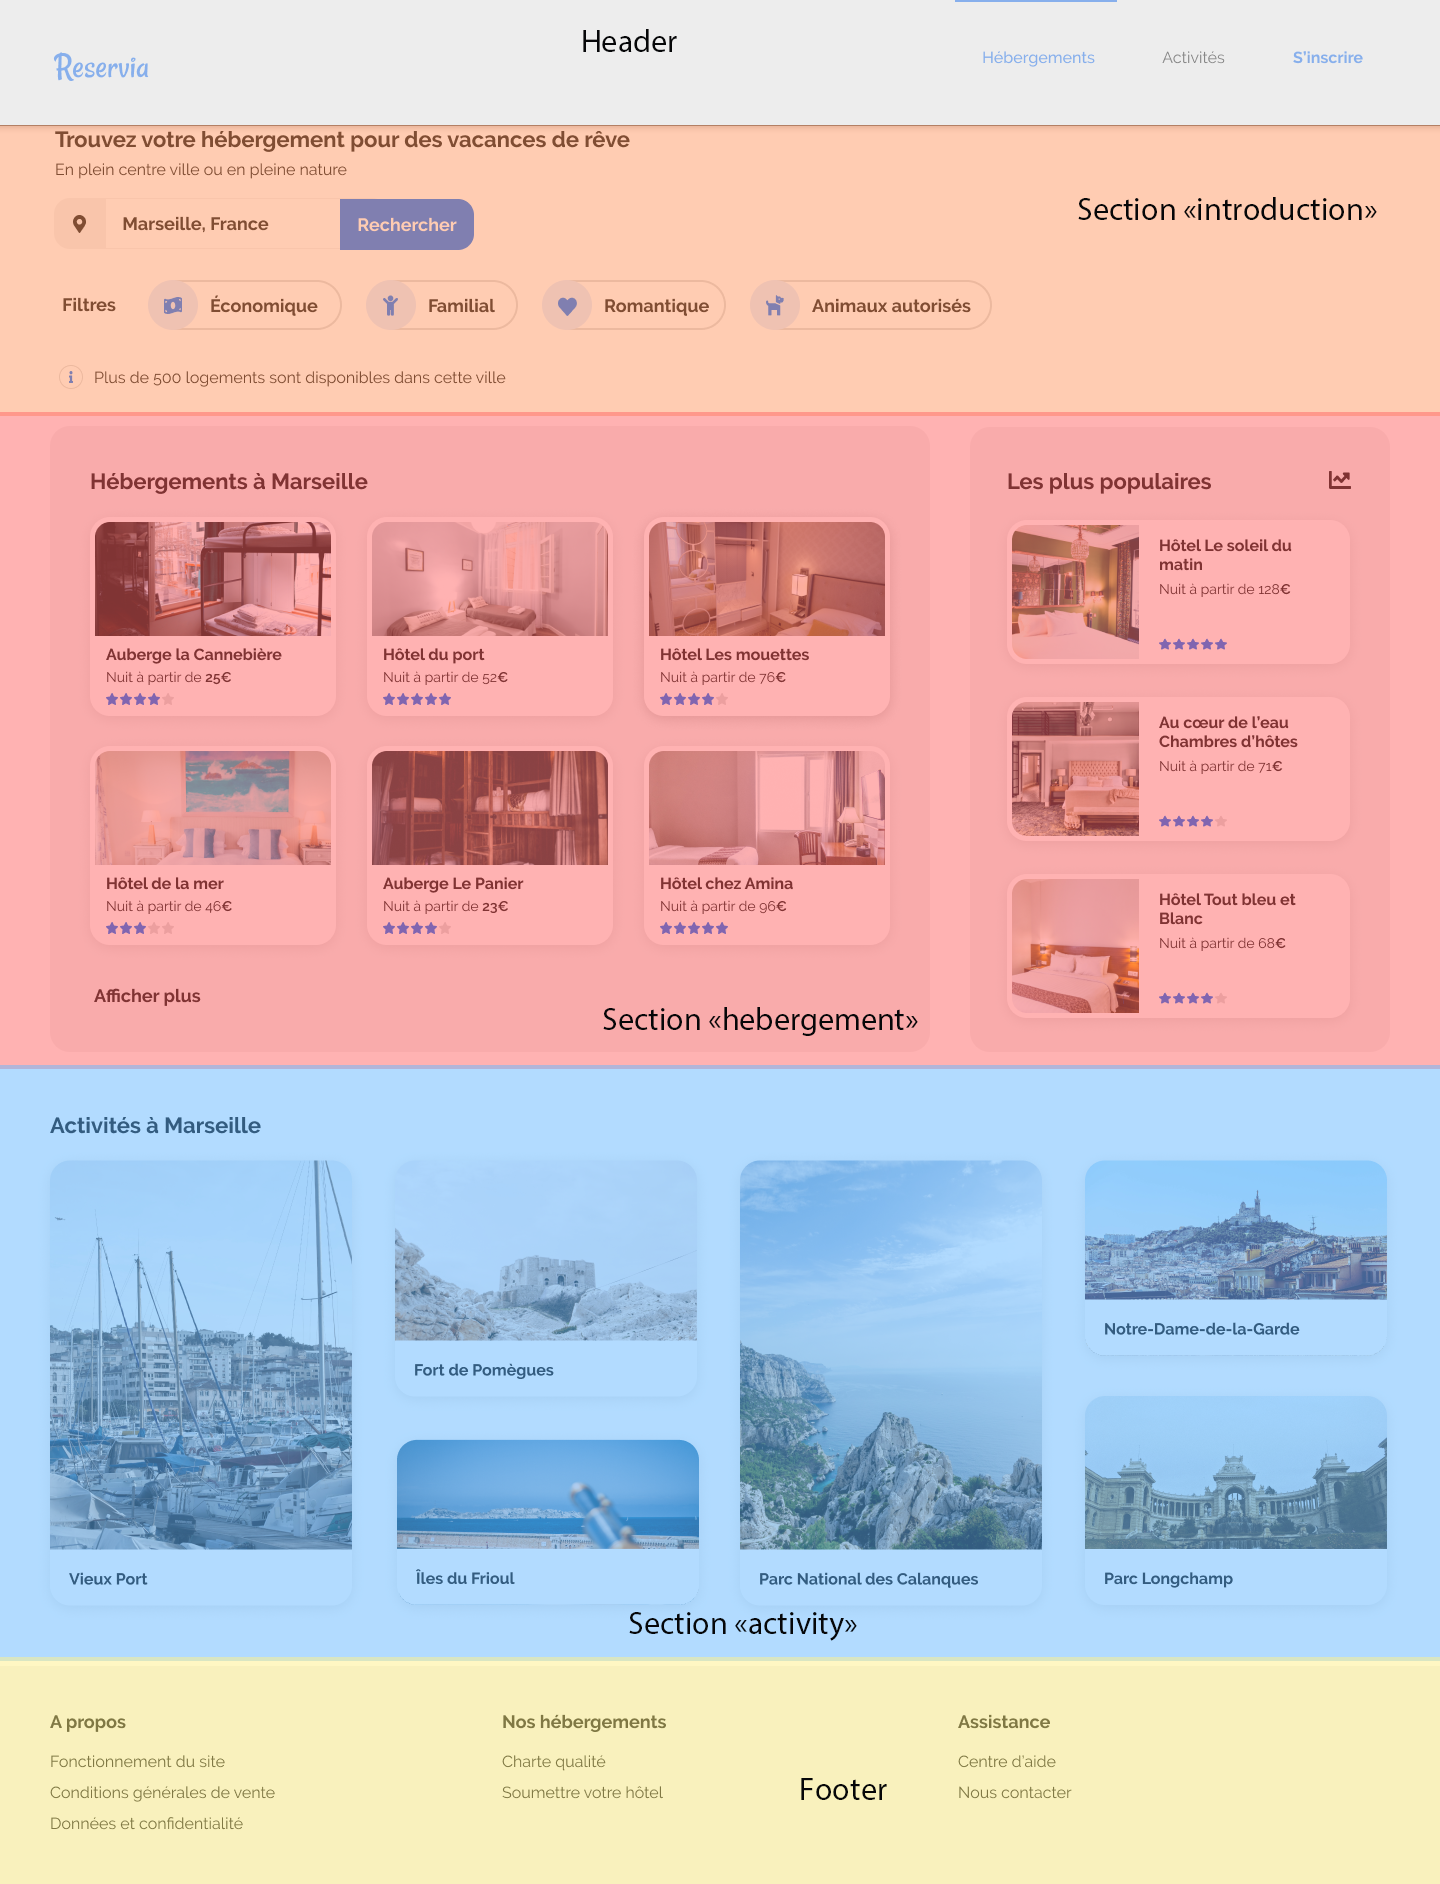 Header
Reservia
Hébergements
Activités
S'inscrire
Trouvez votre hébergement pour des vacances de rêve
En plein centre ville ou en pleine nature
Section «introduction»
Marseille, France
Rechercher
Filtres
Économique
Familial
Romantique
Animaux autorisés
Plus de 500 logements sont disponibles dans cette ville
Hébergements à Marseille
Auberge la Cannebière
Nuit à partir de 25€
Hôtel du port
Nuit à partir de 52€
Hôtel Les mouettes
Nuit à partir de 76€
Hôtel de la mer
Nuit à partir de 46€
Auberge Le Panier
Nuit à partir de 23€
Hôtel chez Amina
Nuit à partir de 96€
Afficher plus
Section «hebergement»
Les plus populaires
Hôtel Le soleil du
matin
Nuit à partir de 128€
Au cœur de l'eau
Chambres d'hôtes
Nuit à partir de 71€
Hôtel Tout bleu et
Blanc
Nuit à partir de 68€
Activités à Marseille
Vieux Port
Fort de Pomègues
Îles du Frioul
Parc National des Calanques
Notre-Dame-de-la-Garde
Parc Longchamp
Section «activity»
A propos
Fonctionnement du site
Conditions générales de vente
Données et confidentialité
Nos hébergements
Charte qualité
Soumettre votre hôtel
Footer
Assistance
Centre d'aide
Nous contacter